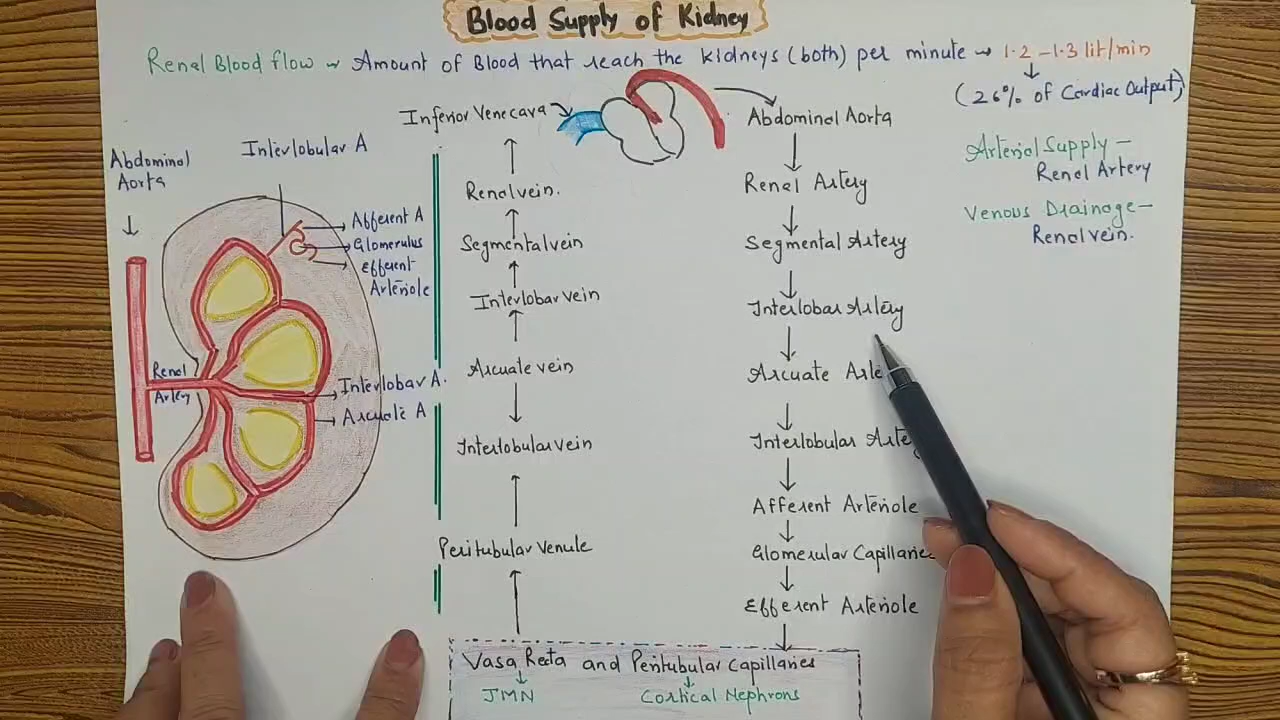 Blood Supply of Kidney
Renal Blood flow → Amount of Blood that reach the kidneys (both) per minute → 1.2 – 1.3 lit/min
(26% of Cardiac Output)
Arterial Supply –
Renal Artery
Venous Drainage –
Renal vein.
Abdominal
Aorta
Interlobular A
Afferent A
Glomerulus
Efferent
Arteriole
Renal
Artery
Interlobar A.
Arcuate A
Inferior Venecava
Renal vein.
Segmental vein
Interlobar vein
Arcuate vein
Interlobular vein
Peritubular Venule
Abdominal Aorta
Renal Artery
Segmental Artery
Interlobar Artery
Arcuate Arte
Interlobular Arte
Afferent Arteriole
Glomerular Capillarie
Efferent Arteriole
Vasa Recta and Peritubular Capillaries
JMN
Cortical Nephrons